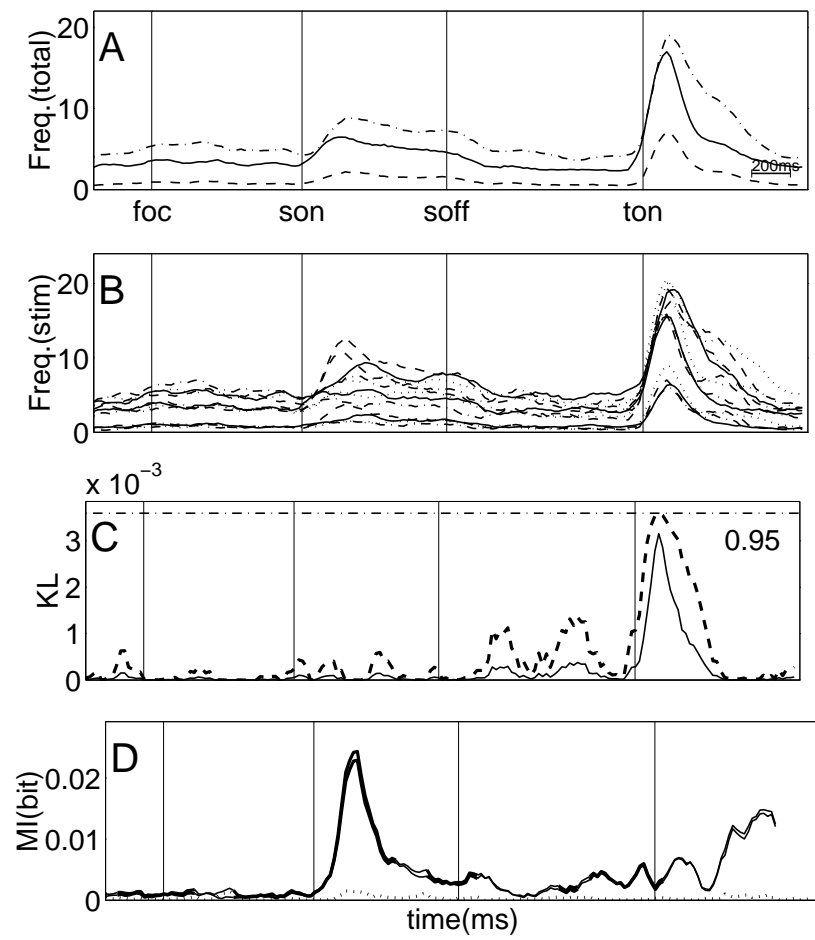 20
A
Freq.(total)
10
200ms
0
foc son soff ton
B
20
Freq.(stim)
10
0
x 10⁻³
C
0.95
3
KL
2
1
0
D
0.02
MI(bit)
0.01
0
time(ms)